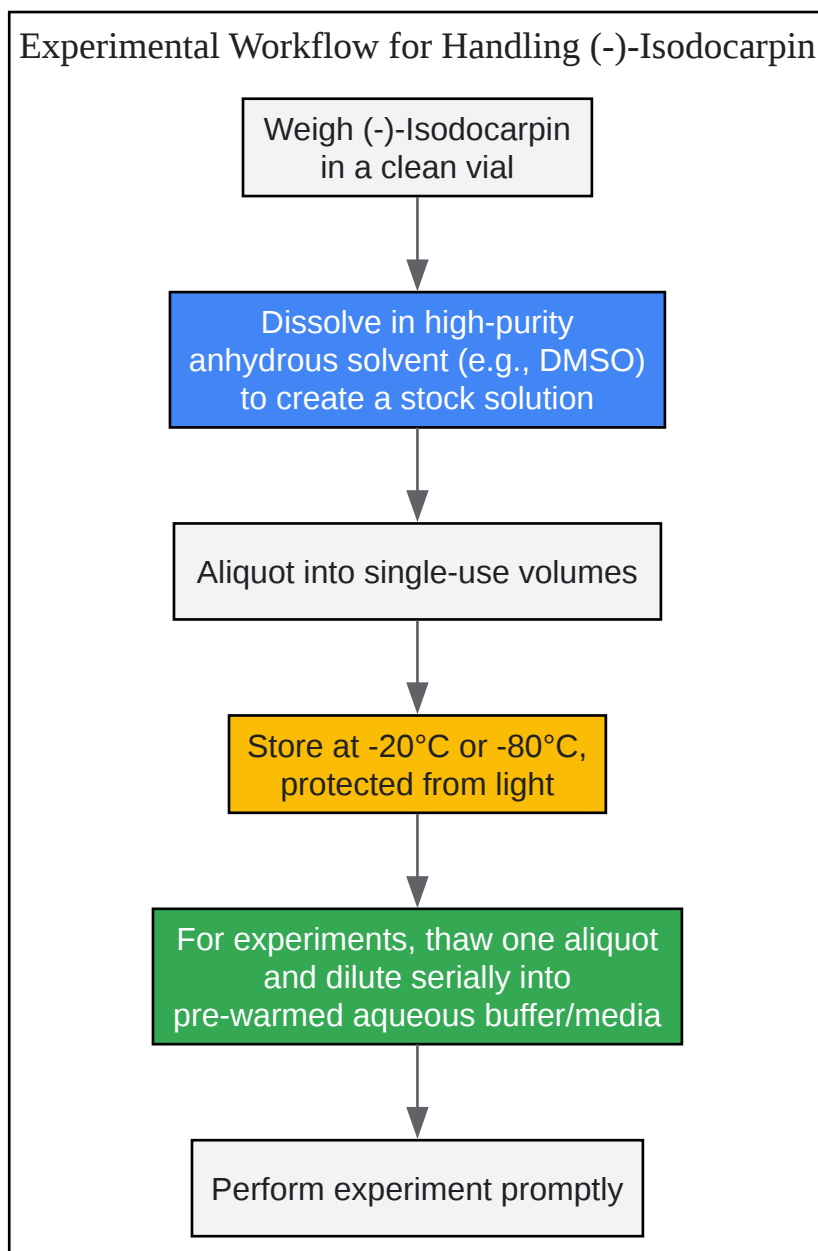 Experimental Workflow for Handling (-)-Isodocarpin
Weigh (-)-Isodocarpin
in a clean vial
Dissolve in high-purity
anhydrous solvent (e.g., DMSO)
to create a stock solution
Aliquot into single-use volumes
Store at -20°C or -80°C,
protected from light
For experiments, thaw one aliquot
and dilute serially into
pre-warmed aqueous buffer/media
Perform experiment promptly